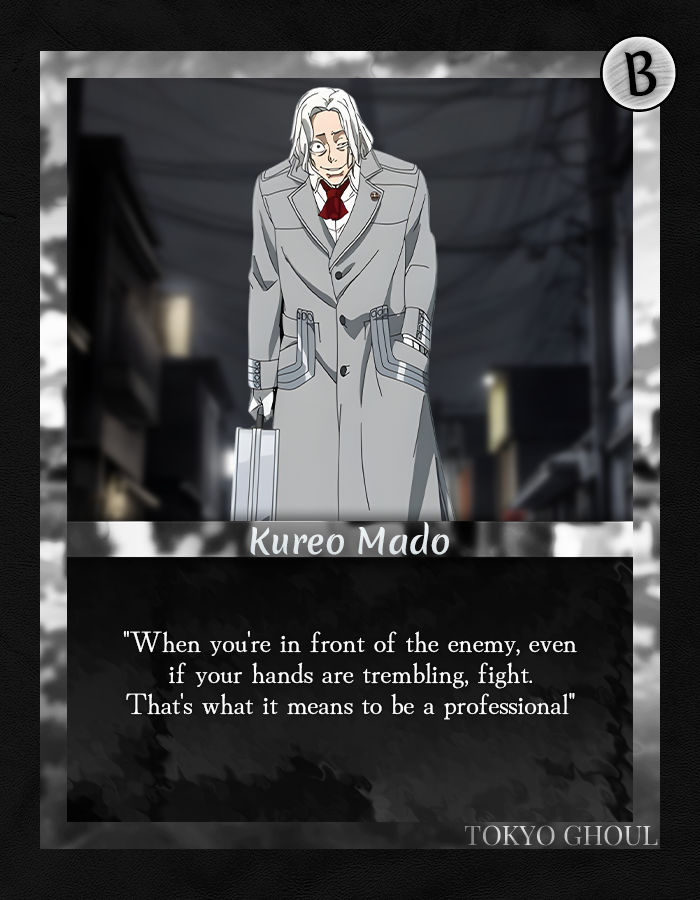 B
Kureo Mado
"When you're in front of the enemy, even
if your hands are trembling, fight.
That's what it means to be a professional"
TOKYO GHOUL